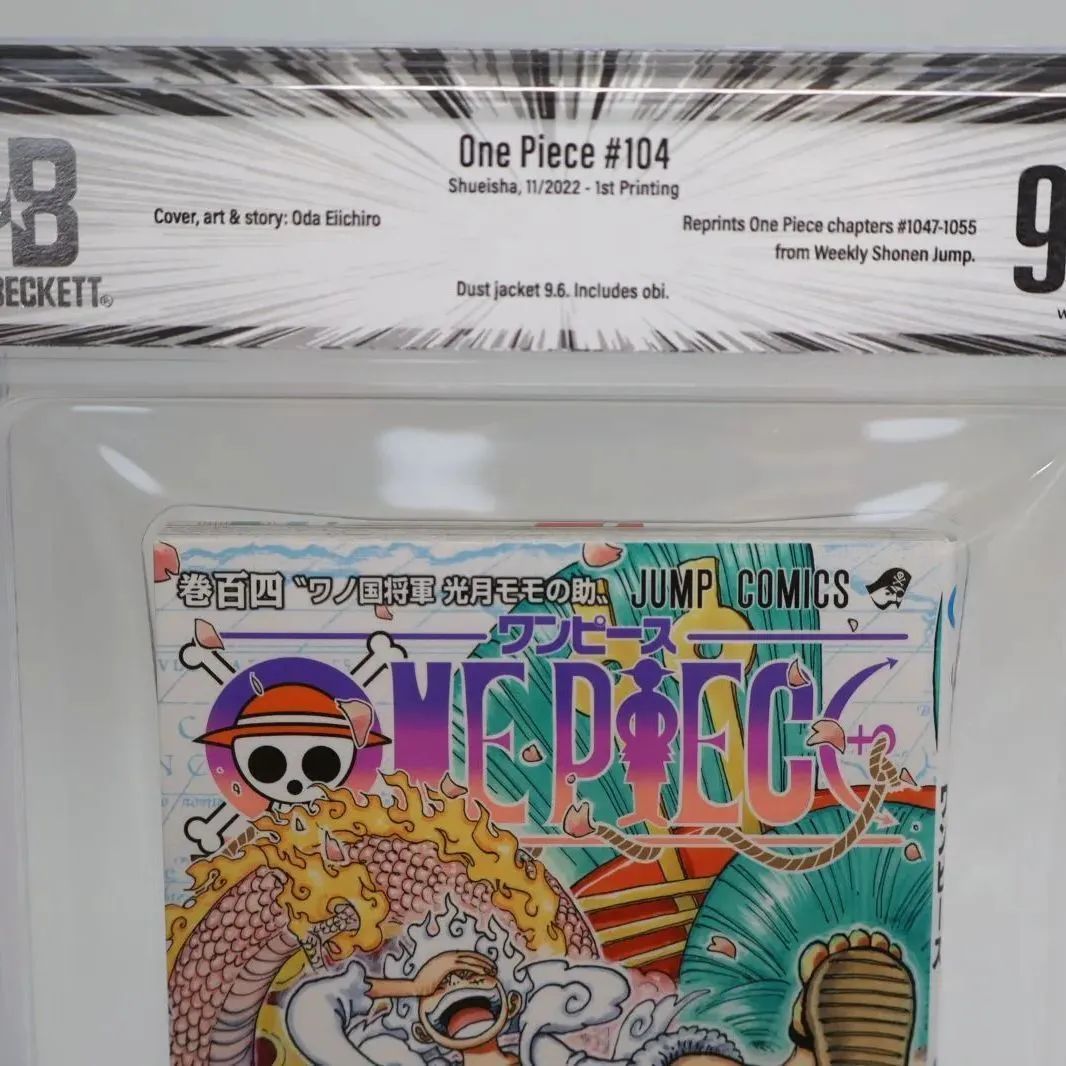 One Piece #104
Shueisha, 11/2022 - 1st Printing
Cover, art & story: Oda Eiichiro
Reprints One Piece chapters #1047-1055
from Weekly Shonen Jump.
Dust jacket 9.6. Includes obi.
B
BECKETT®
9
巻百四 〝ワノ国将軍 光月モモの助〟 JUMP COMICS
ワンピース
ONE PIECE